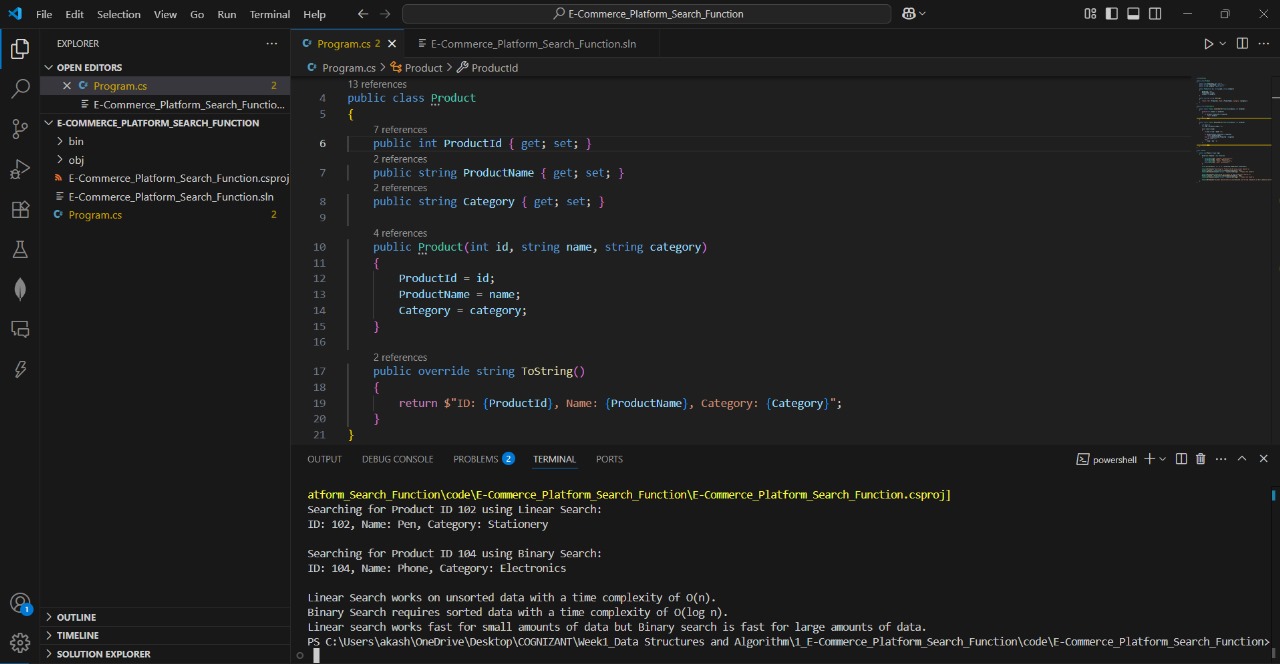 File Edit Selection View Go Run Terminal Help
E-Commerce_Platform_Search_Function
EXPLORER
OPEN EDITORS
Program.cs 2
E-Commerce_Platform_Search_Functio...
E-COMMERCE_PLATFORM_SEARCH_FUNCTION
bin
obj
E-Commerce_Platform_Search_Function.csproj
E-Commerce_Platform_Search_Function.sln
Program.cs 2
OUTLINE
TIMELINE
SOLUTION EXPLORER
1
Program.cs 2 E-Commerce_Platform_Search_Function.sln
Program.cs > Product > ProductId
13 references
4 public class Product
5 {
7 references
6 public int ProductId { get; set; }
2 references
7 public string ProductName { get; set; }
2 references
8 public string Category { get; set; }
9
4 references
10 public Product(int id, string name, string category)
11 {
12 ProductId = id;
13 ProductName = name;
14 Category = category;
15 }
16
2 references
17 public override string ToString()
18 {
19 return $"ID: {ProductId}, Name: {ProductName}, Category: {Category}";
20 }
21 }
OUTPUT DEBUG CONSOLE PROBLEMS 2 TERMINAL PORTS
powershell
atform_Search_Function\code\E-Commerce_Platform_Search_Function\E-Commerce_Platform_Search_Function.csproj]
Searching for Product ID 102 using Linear Search:
ID: 102, Name: Pen, Category: Stationery
Searching for Product ID 104 using Binary Search:
ID: 104, Name: Phone, Category: Electronics
Linear Search works on unsorted data with a time complexity of O(n).
Binary Search requires sorted data with a time complexity of O(log n).
Linear search works fast for small amounts of data but Binary search is fast for large amounts of data.
PS C:\Users\akash\OneDrive\Desktop\COGNIZANT\Week1_Data Structures and Algorithm\1_E-Commerce_Platform_Search_Function\code\E-Commerce_Platform_Search_Function>